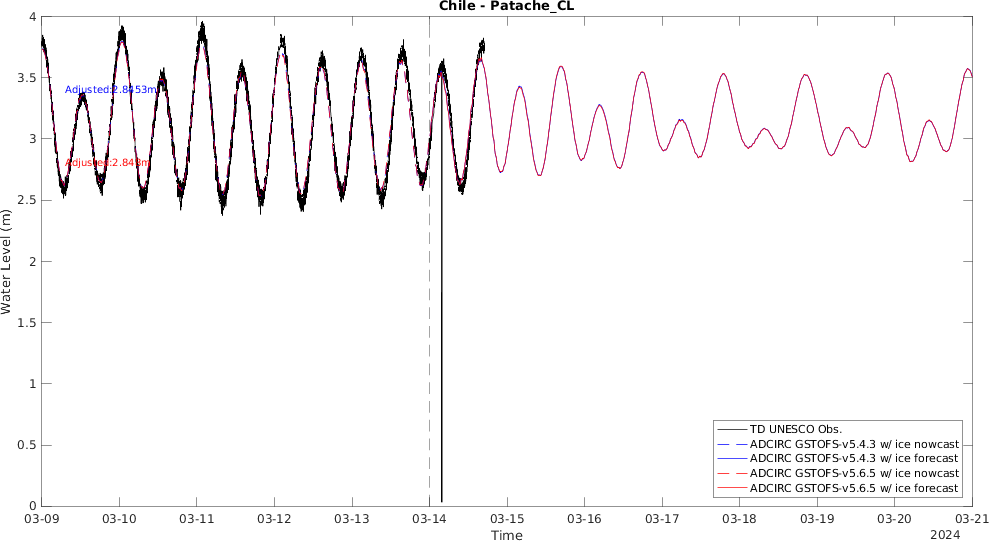 Chile - Patache_CL
4
3.5
3
2.5
2
1.5
1
0.5
0
Water Level (m)
Adjusted:2.8453m
Adjusted:2.848m
TD UNESCO Obs.
ADCIRC GSTOFS-v5.4.3 w/ ice nowcast
ADCIRC GSTOFS-v5.4.3 w/ ice forecast
ADCIRC GSTOFS-v5.6.5 w/ ice nowcast
ADCIRC GSTOFS-v5.6.5 w/ ice forecast
03-09 03-10 03-11 03-12 03-13 03-14 03-15 03-16 03-17 03-18 03-19 03-20 03-21
Time
2024